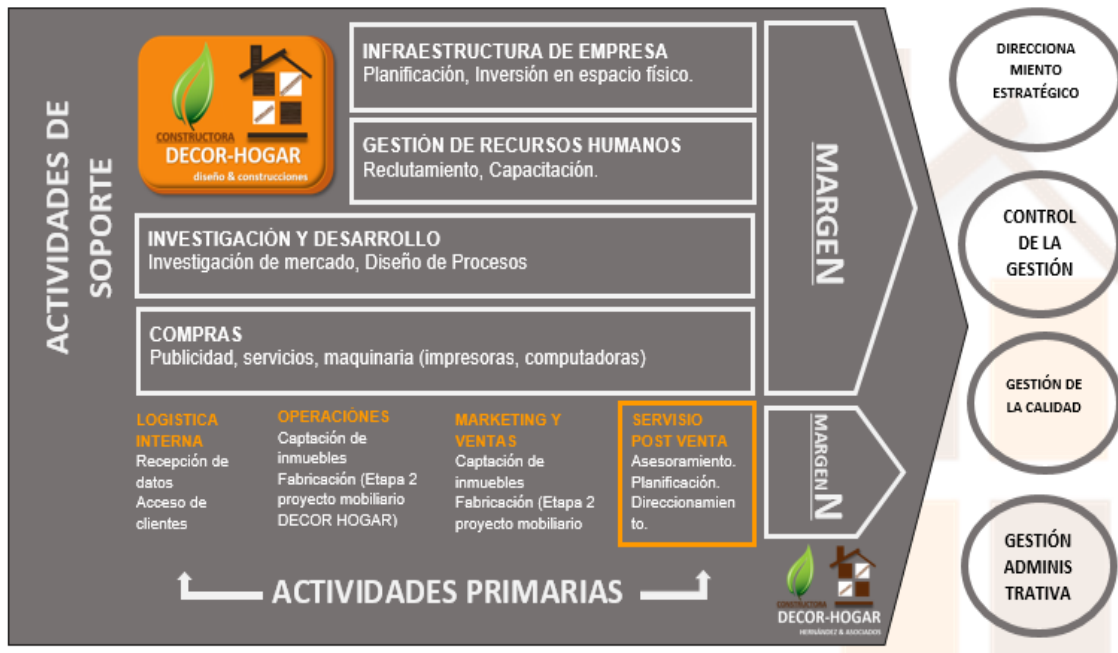 ACTIVIDADES DE
SOPORTE
CONSTRUCTORA
DECOR-HOGAR
diseño & construcciones
INFRAESTRUCTURA DE EMPRESA
Planificación, Inversión en espacio físico.
GESTIÓN DE RECURSOS HUMANOS
Reclutamiento, Capacitación.
INVESTIGACIÓN Y DESARROLLO
Investigación de mercado, Diseño de Procesos
COMPRAS
Publicidad, servicios, maquinaria (impresoras, computadoras)
MARGEN
LOGISTICA
INTERNA
Recepción de
datos
Acceso de
clientes
OPERACIÓNES
Captación de
inmuebles
Fabricación (Etapa 2
proyecto mobiliario
DECOR HOGAR)
MARKETING Y
VENTAS
Captación de
inmuebles
Fabricación (Etapa 2
proyecto mobiliario
SERVISIO
POST VENTA
Asesoramiento.
Planificación.
Direccionamien
to.
MARGEN
N
ACTIVIDADES PRIMARIAS
CONSTRUCTORA
DECOR-HOGAR
HERNÁNDEZ & ASOCIADOS
DIRECCIONA
MIENTO
ESTRATÉGICO
CONTROL
DE LA
GESTIÓN
GESTIÓN DE
LA CALIDAD
GESTIÓN
ADMINIS
TRATIVA